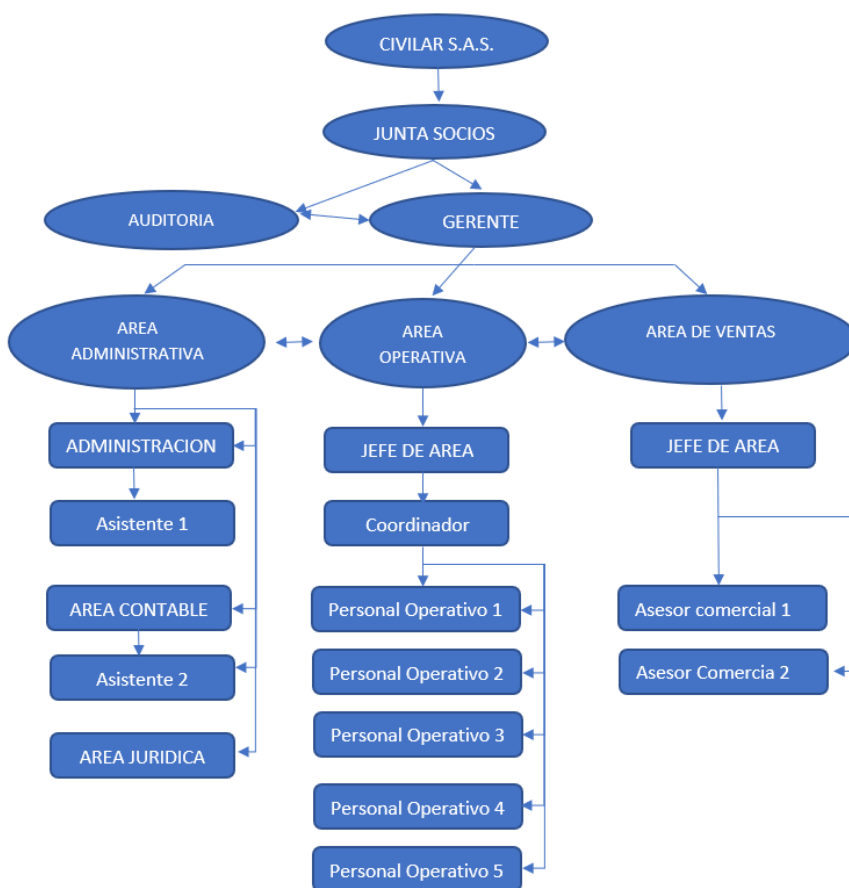 CIVILAR S.A.S.
JUNTA SOCIOS
AUDITORIA
GERENTE
AREA
ADMINISTRATIVA
AREA
OPERATIVA
AREA DE VENTAS
ADMINISTRACION
JEFE DE AREA
JEFE DE AREA
Asistente 1
Coordinador
AREA CONTABLE
Personal Operativo 1
Asesor comercial 1
Asistente 2
Personal Operativo 2
Asesor Comercia 2
AREA JURIDICA
Personal Operativo 3
Personal Operativo 4
Personal Operativo 5